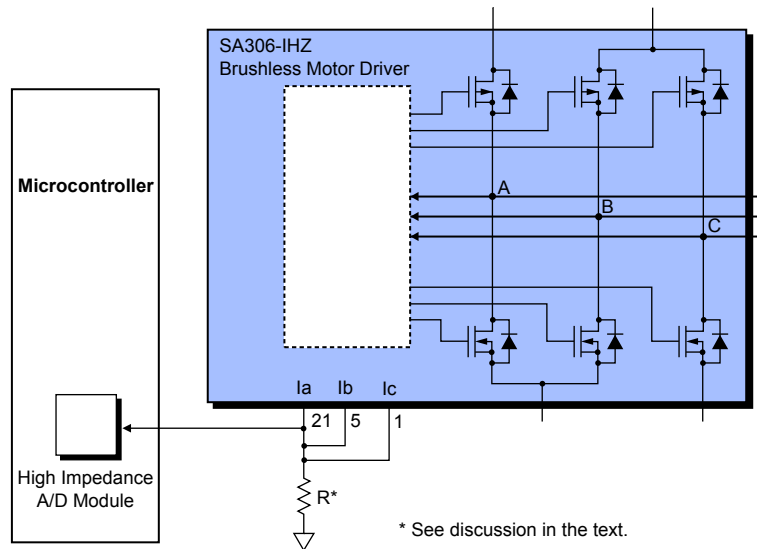 SA306-IHZ
Brushless Motor Driver
Microcontroller
A
B
C
Ia Ib Ic
21 5 1
High Impedance
A/D Module
R*
* See discussion in the text.